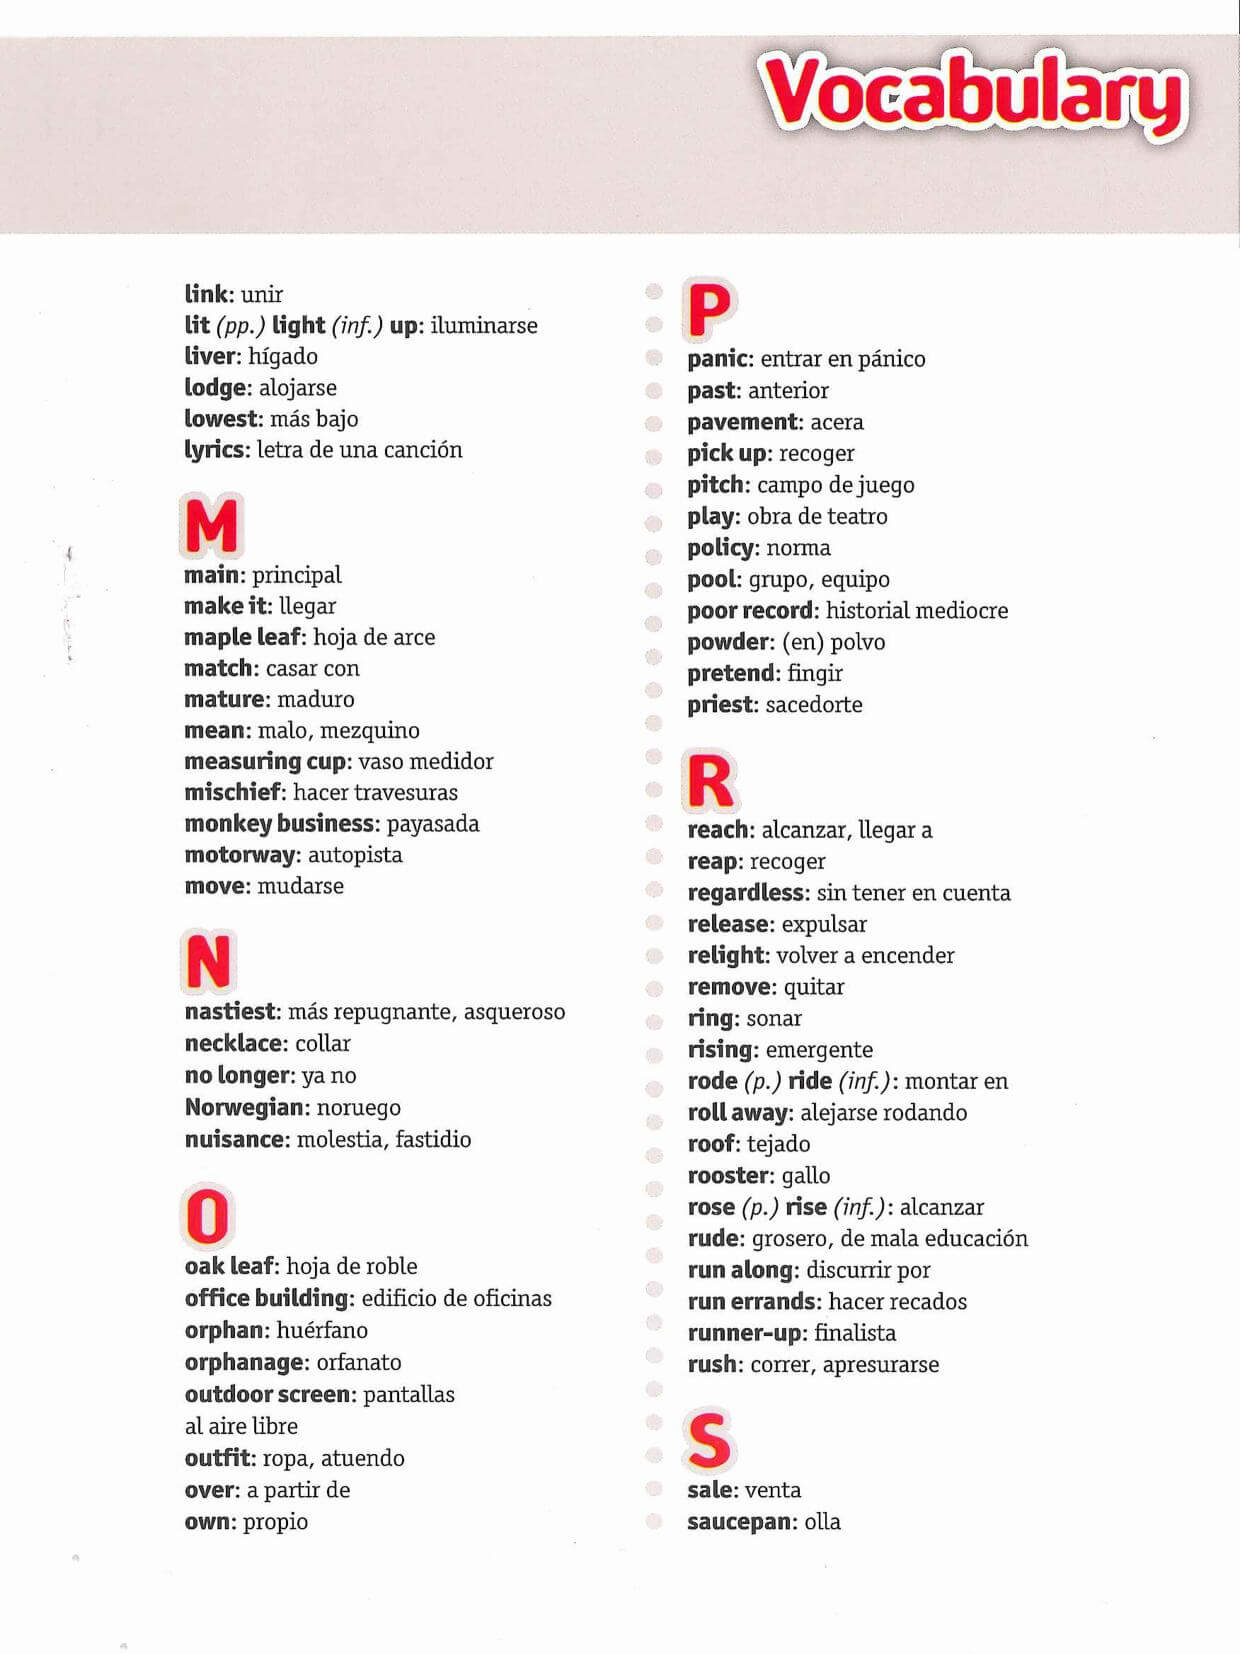 Vocabulary
link: unir
lit (pp.) light (inf.) up: iluminarse
liver: hígado
lodge: alojarse
lowest: más bajo
lyrics: letra de una canción
M
main: principal
make it: llegar
maple leaf: hoja de arce
match: casar con
mature: maduro
mean: malo, mezquino
measuring cup: vaso medidor
mischief: hacer travesuras
monkey business: payasada
motorway: autopista
move: mudarse
N
nastiest: más repugnante, asqueroso
necklace: collar
no longer: ya no
Norwegian: noruego
nuisance: molestia, fastidio
O
oak leaf: hoja de roble
office building: edificio de oficinas
orphan: huérfano
orphanage: orfanato
outdoor screen: pantallas
al aire libre
outfit: ropa, atuendo
over: a partir de
own: propio
P
panic: entrar en pánico
past: anterior
pavement: acera
pick up: recoger
pitch: campo de juego
play: obra de teatro
policy: norma
pool: grupo, equipo
poor record: historial mediocre
powder: (en) polvo
pretend: fingir
priest: sacedorte
R
reach: alcanzar, llegar a
reap: recoger
regardless: sin tener en cuenta
release: expulsar
relight: volver a encender
remove: quitar
ring: sonar
rising: emergente
rode (p.) ride (inf.): montar en
roll away: alejarse rodando
roof: tejado
rooster: gallo
rose (p.) rise (inf.): alcanzar
rude: grosero, de mala educación
run along: discurrir por
run errands: hacer recados
runner-up: finalista
rush: correr, apresurarse
S
sale: venta
saucepan: olla